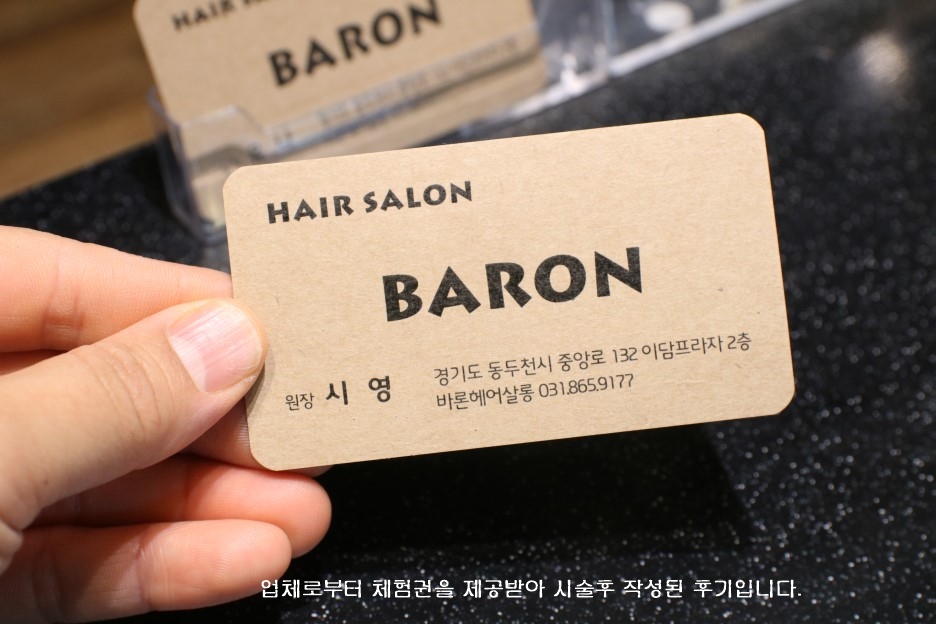 HAIR
BARON
HAIR SALON
BARON
원장 시 영
경기도 동두천시 중앙로 132 이담프라자 2층
바론헤어살롱 031.865.9177
업체로부터 체험권을 제공받아 시술후 작성된 후기입니다.